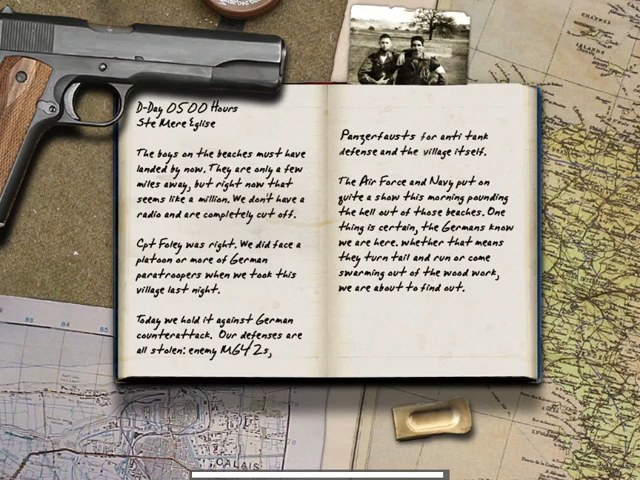 D-Day 0500 Hours
Ste Mere Eglise
The boys on the beaches must have
landed by now. They are only a few
miles away, but right now that
seems like a million. We don't have a
radio and are completely cut off.
Cpt Foley was right. We did face a
platoon or more of German
paratroopers when we took this
village last night.
Today we hold it against German
counterattack. Our defenses are
all stolen: enemy MG42s,
Panzerfausts for anti tank
defense and the village itself.
The Air Force and Navy put on
quite a show this morning pounding
the hell out of those beaches. One
thing is certain, the Germans know
we are here. whether that means
they turn tail and run or come
swarming out of the wood work,
we are about to find out.
CALAIS